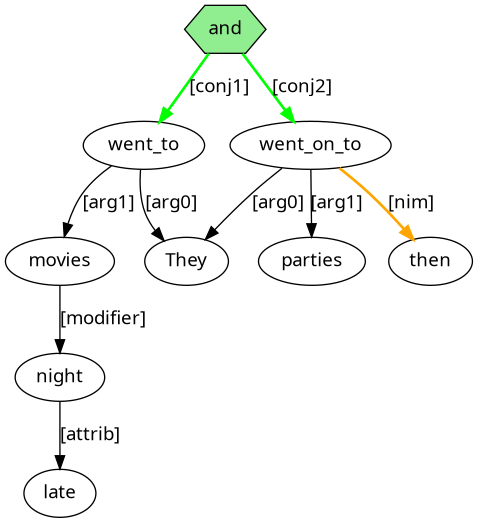 and
[conj1] [conj2]
went_to went_on_to
[arg1] [arg0] [arg0] [arg1] [nim]
movies They parties then
[modifier]
night
[attrib]
late